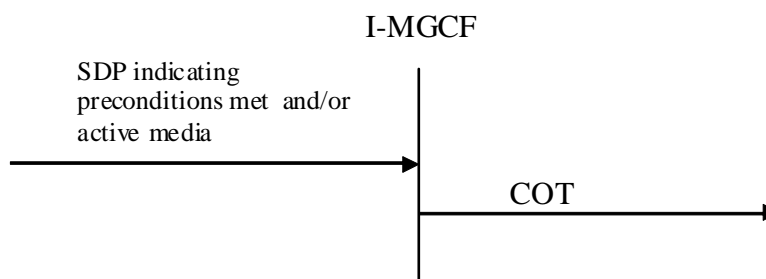 I-MGCF
SDP indicating
preconditions met and/or
active media
COT